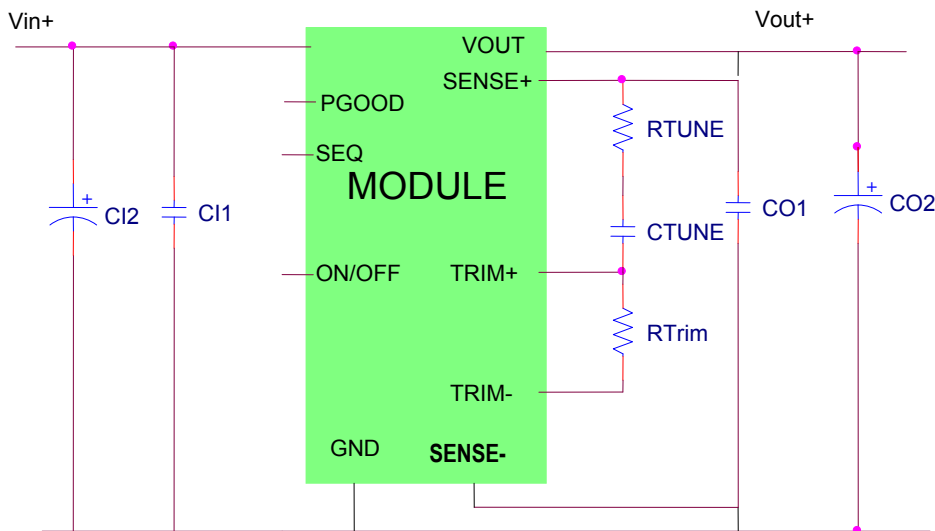 Vin+
Vout+
VOUT
SENSE+
PGOOD
RTUNE
SEQ
MODULE
+
CI2
CI1
CTUNE
CO1
+
CO2
ON/OFF
TRIM+
RTrim
TRIM-
GND
SENSE-